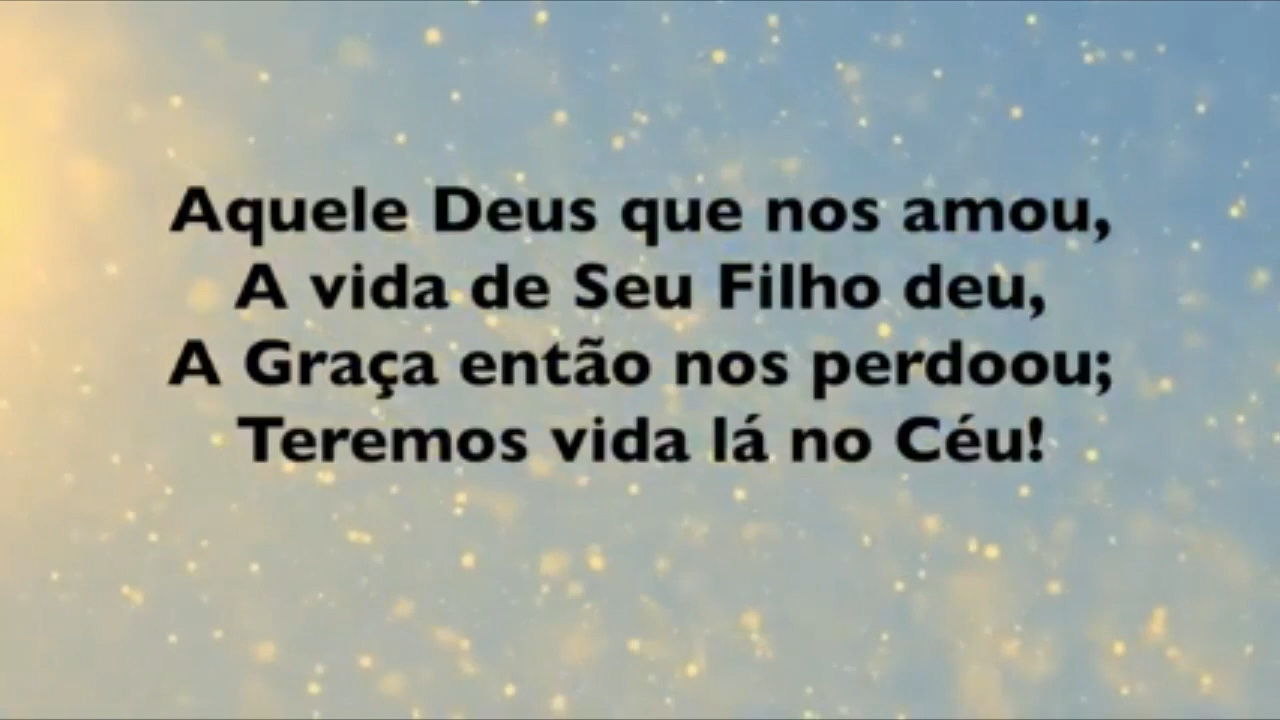 Aquele Deus que nos amou,
A vida de Seu Filho deu,
A Graça então nos perdoou;
Teremos vida lá no Céu!